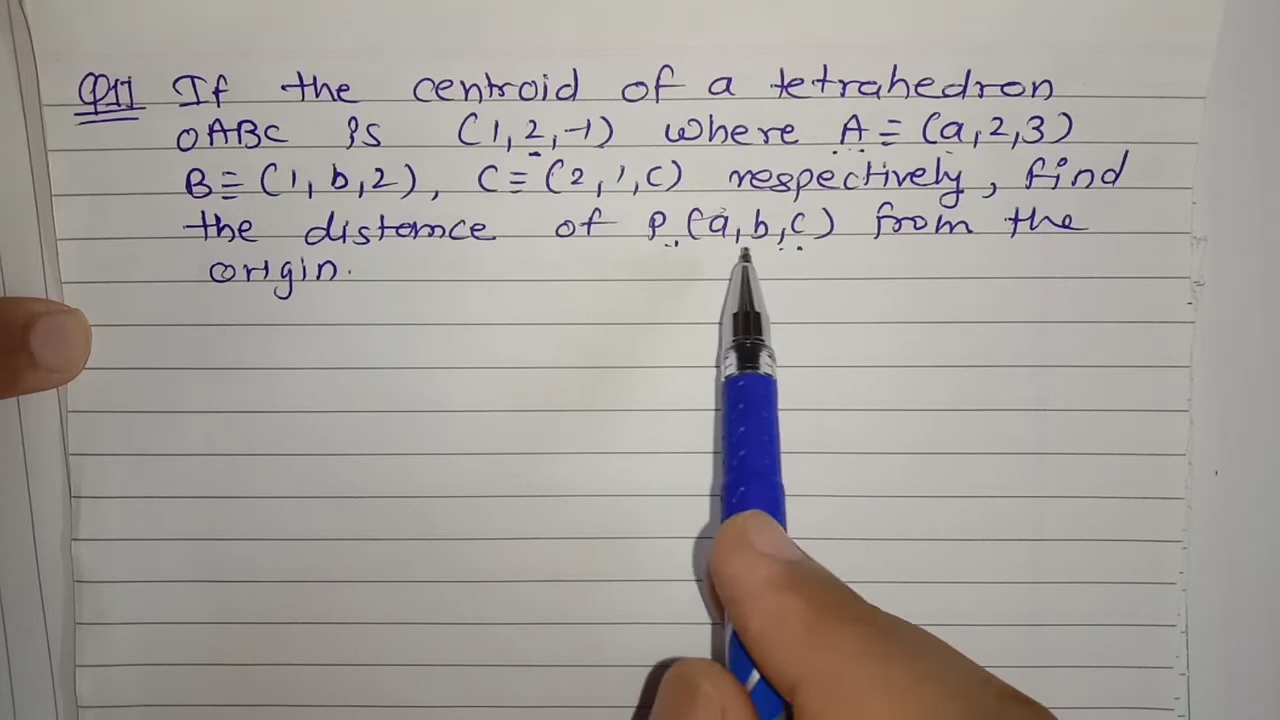 Q17 If the centroid of a tetrahedron
OABC is (1, 2, -1) where A = (a, 2, 3)
B = (1, b, 2), C = (2, 1, C) respectively, find
the distance of P (a, b, c) from the
origin.